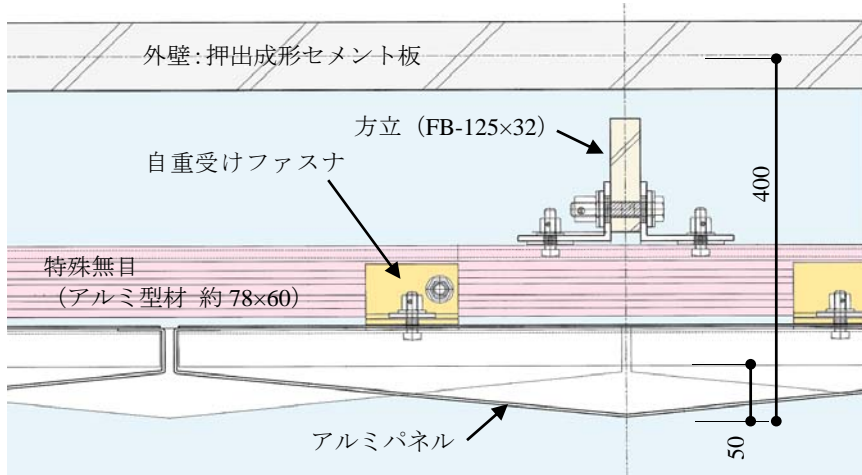 外壁：押出成形セメント板
方立（FB-125×32）
自重受けファスナ
400
特殊無目
（アルミ型材 約 78×60）
アルミパネル
50